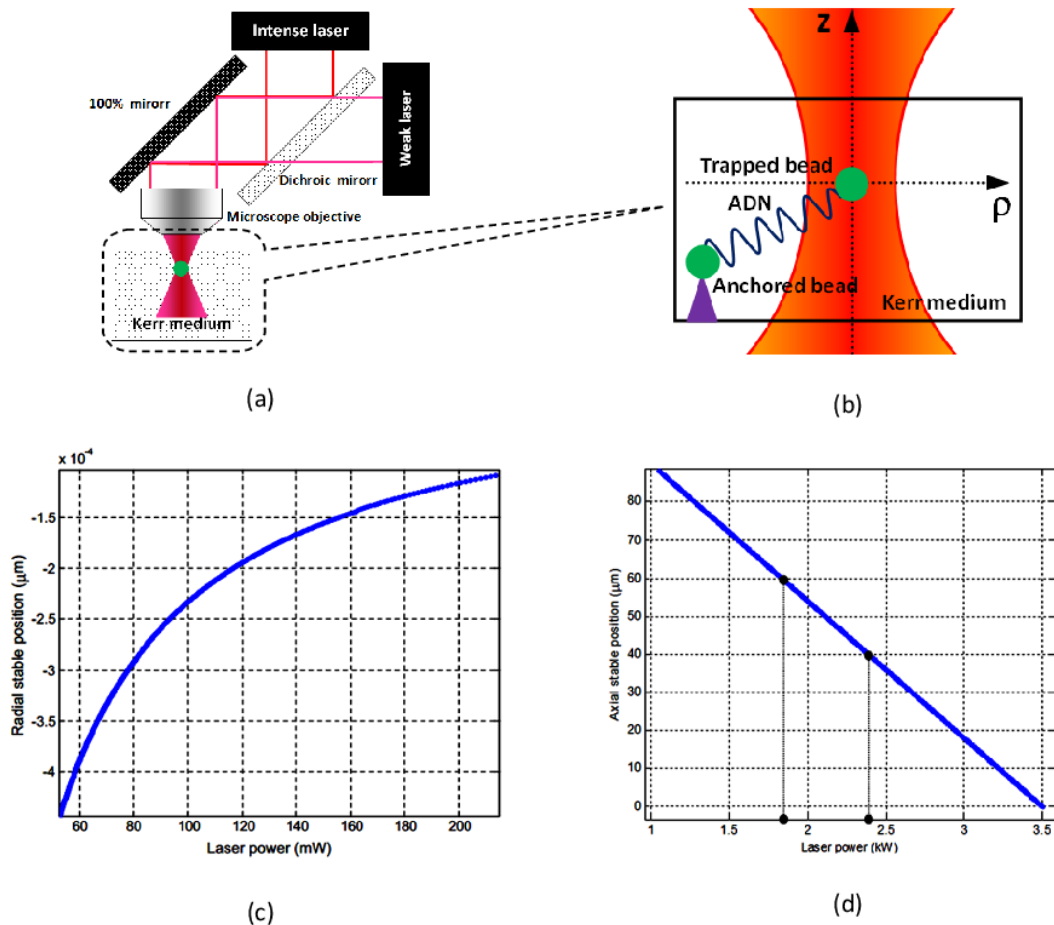 (a)
Intense laser
100% mirorr
Weak laser
Dichroic mirorr
Microscope objective
Kerr medium
(b)
Z
Trapped bead
ADN
ρ
Anchored bead
Kerr medium
(c)
x 10⁻⁴
-1.5
-2
-2.5
-3
-3.5
-4
Radial stable position (μm)
60 80 100 120 140 160 180 200
Laser power (mW)
(d)
80
70
60
50
40
30
20
10
0
Axial stable position (μm)
1 1.5 2 2.5 3 3.5
Laser power (kW)